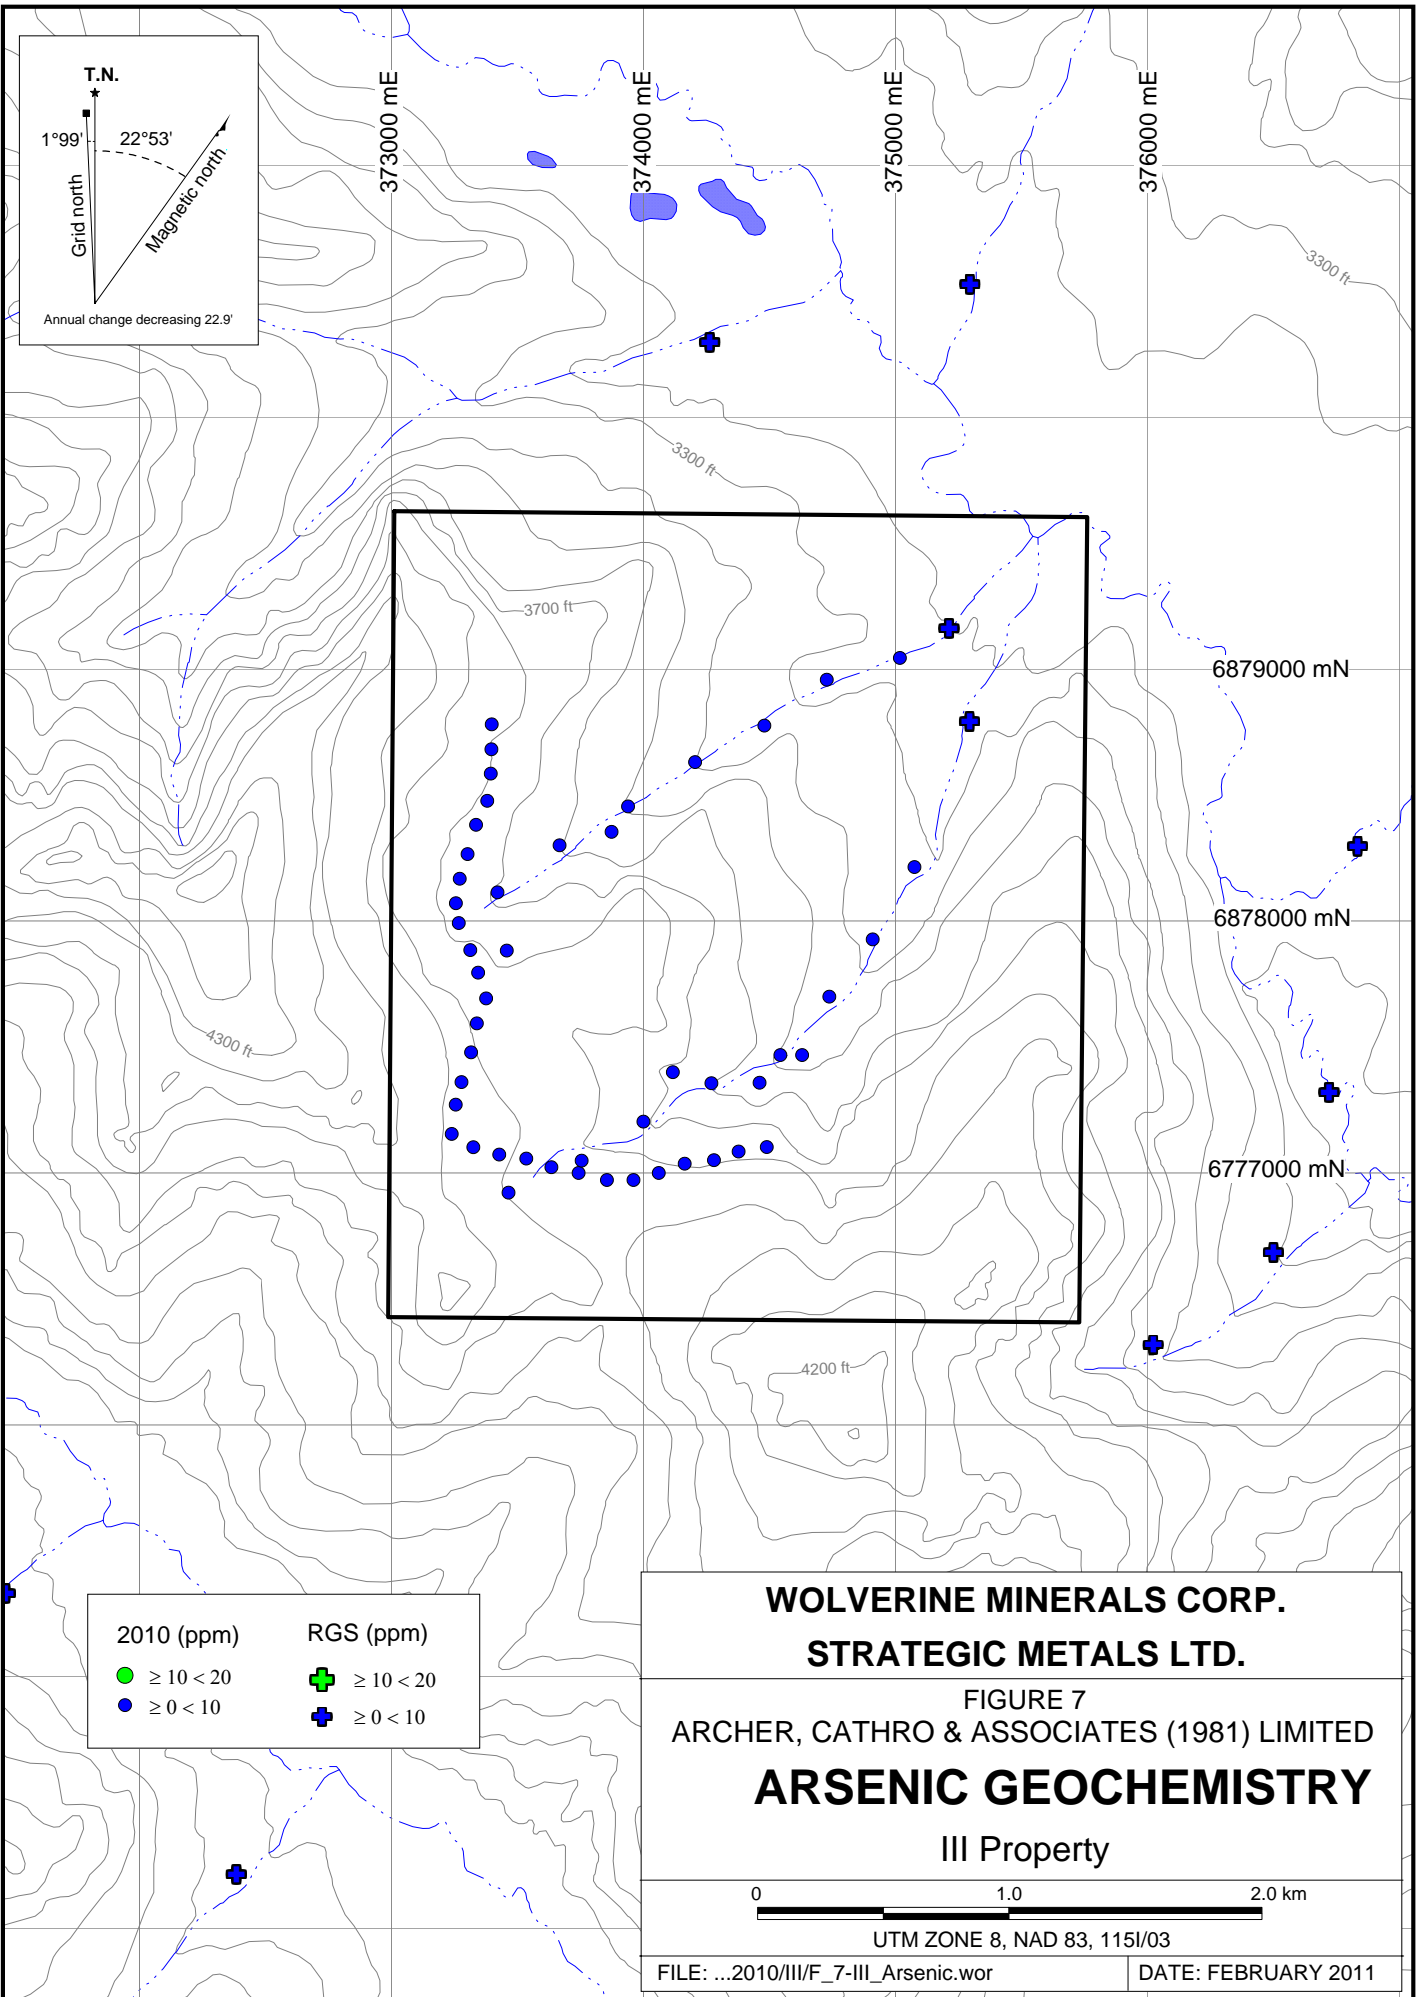 T.N.
1°99'
22°53'
Grid north
Magnetic north
Annual change decreasing 22.9'
373000 mE
374000 mE
375000 mE
376000 mE
3300 ft
3300 ft
3700 ft
6879000 mN
6878000 mN
4300 ft
6777000 mN
4200 ft
2010 (ppm)
RGS (ppm)
≥ 10 < 20
≥ 10 < 20
≥ 0 < 10
≥ 0 < 10
WOLVERINE MINERALS CORP.
STRATEGIC METALS LTD.
FIGURE 7
ARCHER, CATHRO & ASSOCIATES (1981) LIMITED
ARSENIC GEOCHEMISTRY
III Property
0 1.0 2.0 km
UTM ZONE 8, NAD 83, 115I/03
FILE: ...2010/III/F_7-III_Arsenic.wor
DATE: FEBRUARY 2011